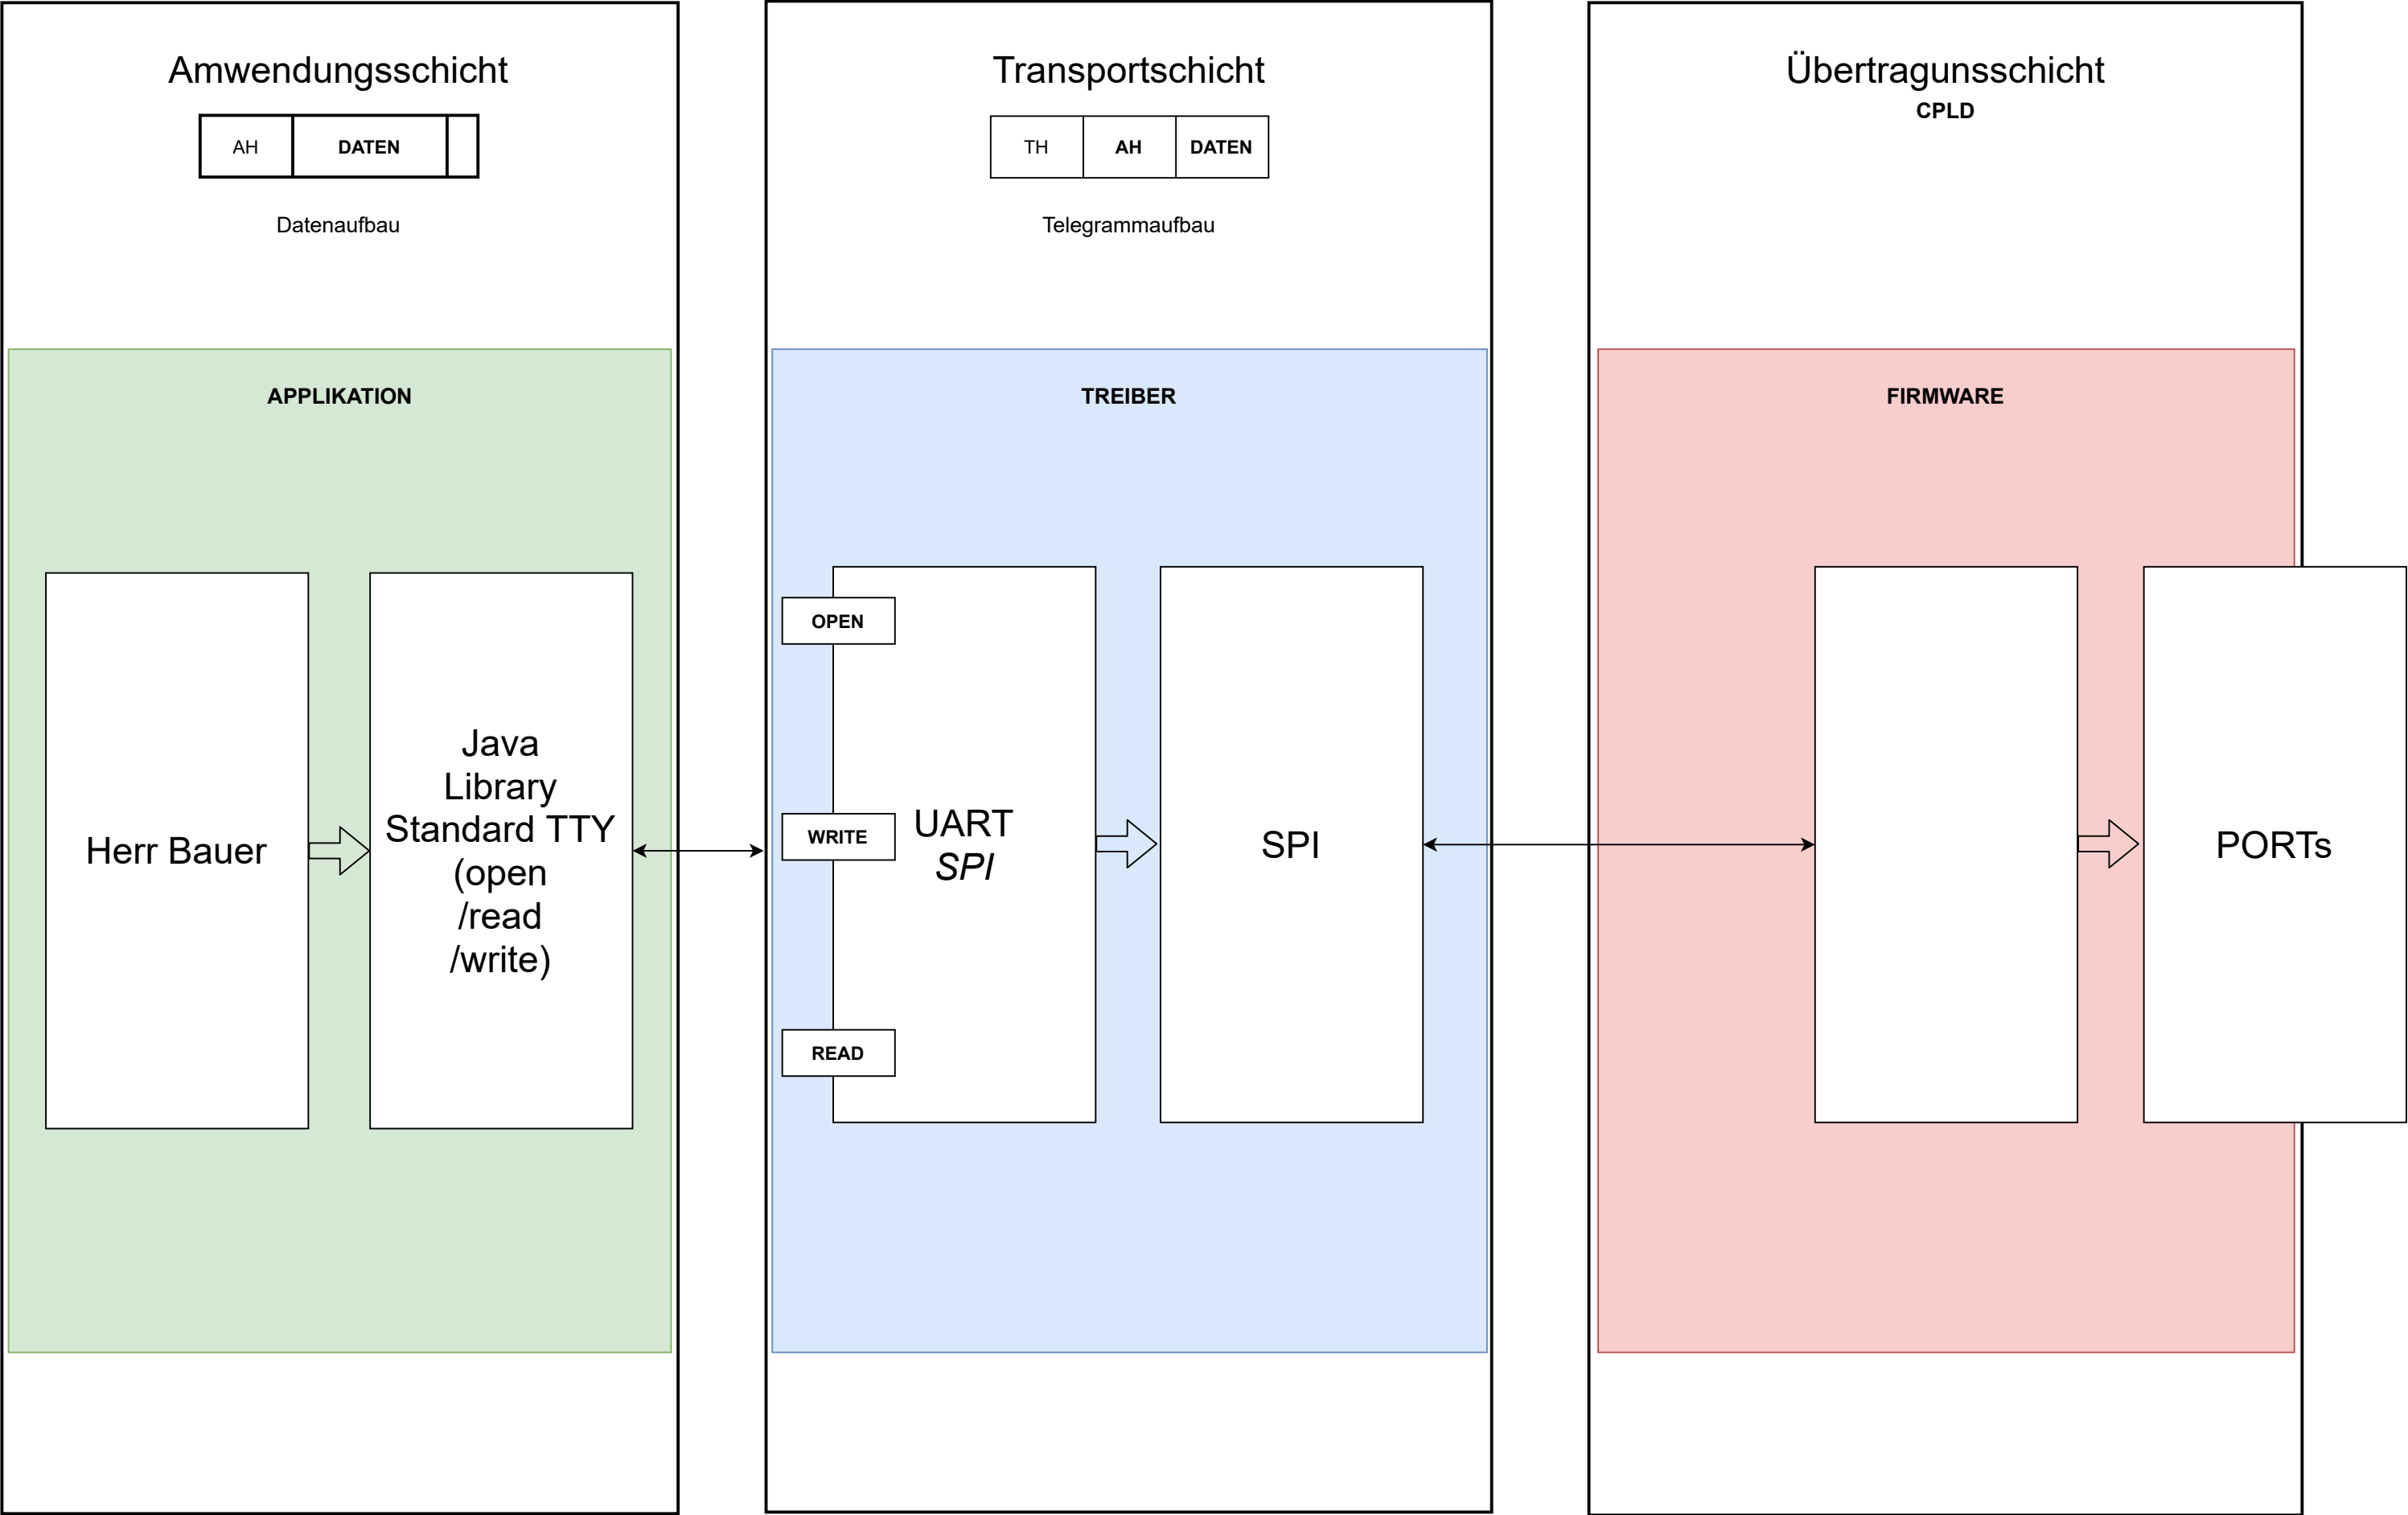 Amwendungsschicht
AH
DATEN
Datenaufbau
APPLIKATION
Herr Bauer
Java
Library
Standard TTY
(open
/read
/write)
Transportschicht
TH
AH
DATEN
Telegrammaufbau
TREIBER
OPEN
WRITE
READ
UART
SPI
SPI
Übertragunsschicht
CPLD
FIRMWARE
PORTs